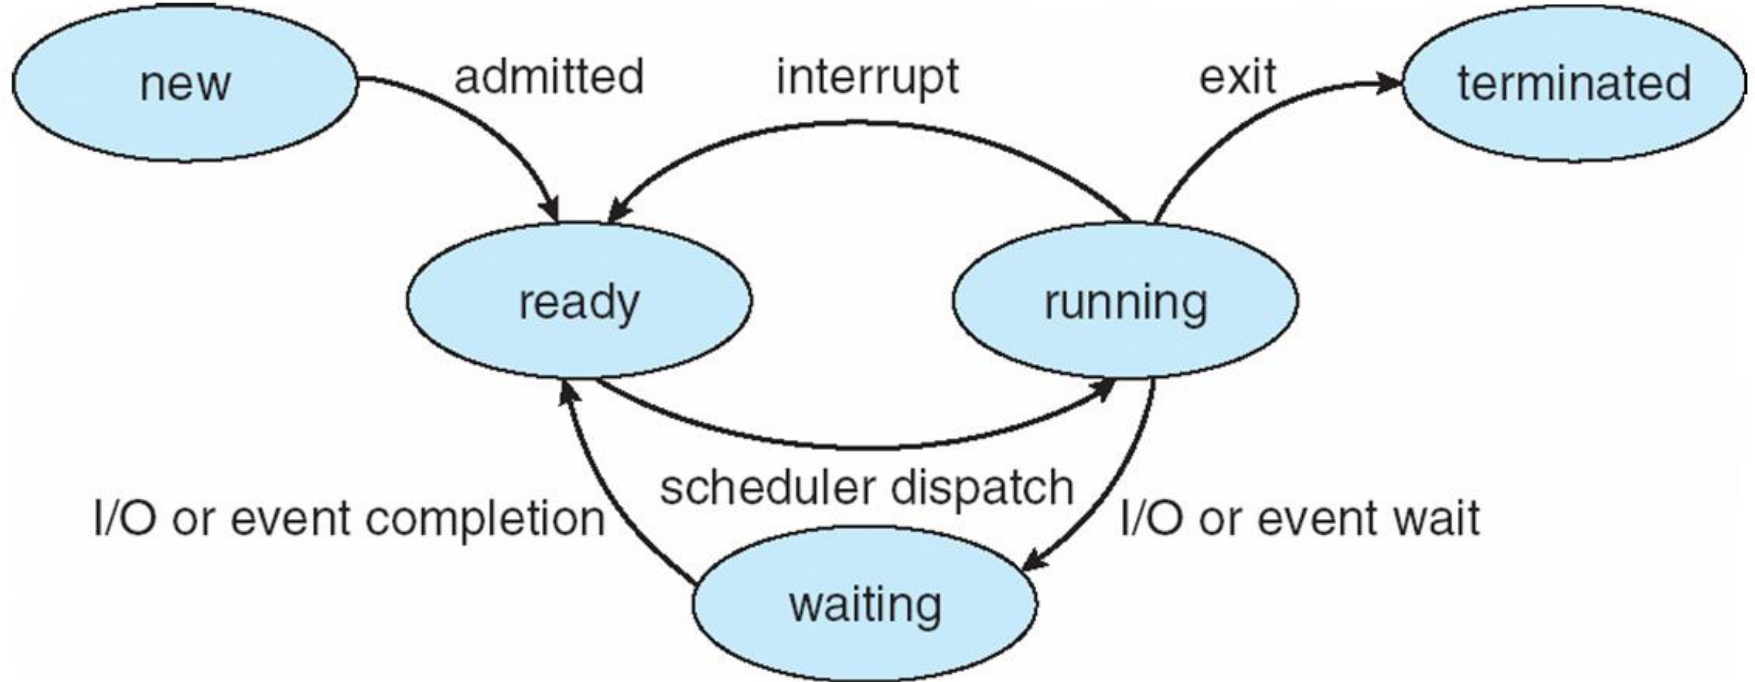 new
admitted
interrupt
exit
terminated
ready
running
scheduler dispatch
I/O or event completion
I/O or event wait
waiting